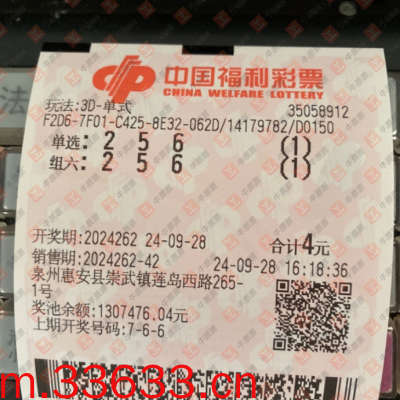 中国福利彩票
CHINA WELFARE LOTTERY
玩法:3D-单式 35058912
F2D6-7F01-C425-8E32-062D/14179782/D0150
单选: 2 5 6 (1)
组六: 2 5 6 (1)
开奖期:2024262 24-09-28 合计4元
销售期:2024262-42 24-09-28 16:18:36
泉州惠安县崇武镇莲岛西路265-
1号
奖池余额:1307476.04元
上期开奖号码:7-6-6
m.33633.cn